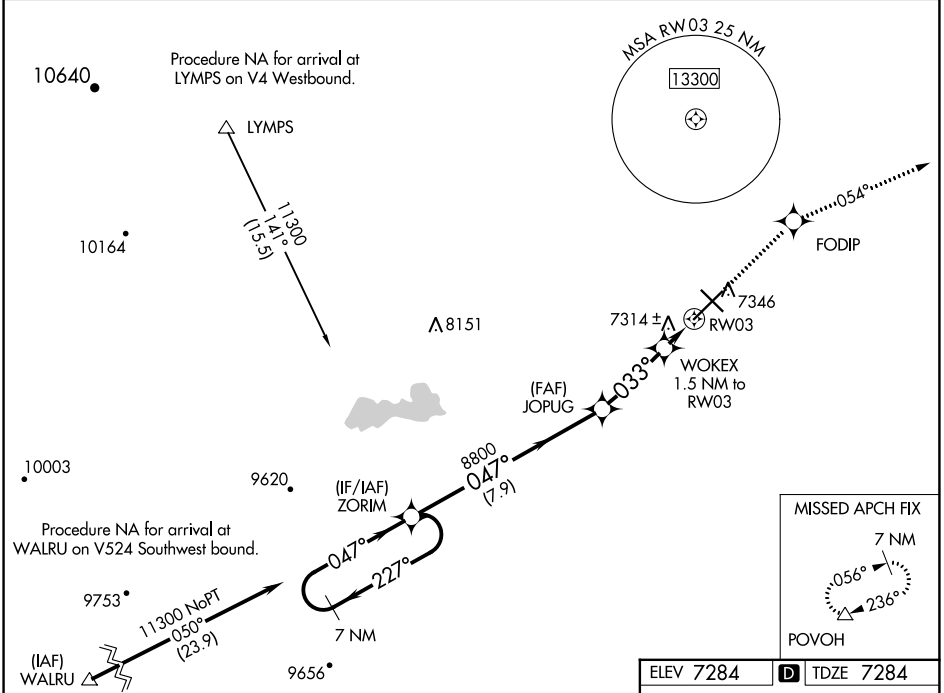 Procedure NA for arrival at
LYMPS on V4 Westbound.
10640
LYMPS
MSA RW03 25 NM
13300
11300
141°
(15.5)
10164
054°
FODIP
8151
7314 ±
7346
RW03
WOKEX
1.5 NM to
RW03
033°
(FAF)
JOPUG
8800
047°
(7.9)
10003
9620
(IF/IAF)
ZORIM
Procedure NA for arrival at
WALRU on V524 Southwest bound.
047°
227°
7 NM
9753
11300 NoPT
050°
(23.9)
(IAF)
WALRU
9656
MISSED APCH FIX
7 NM
056°
236°
POVOH
ELEV 7284 D TDZE 7284